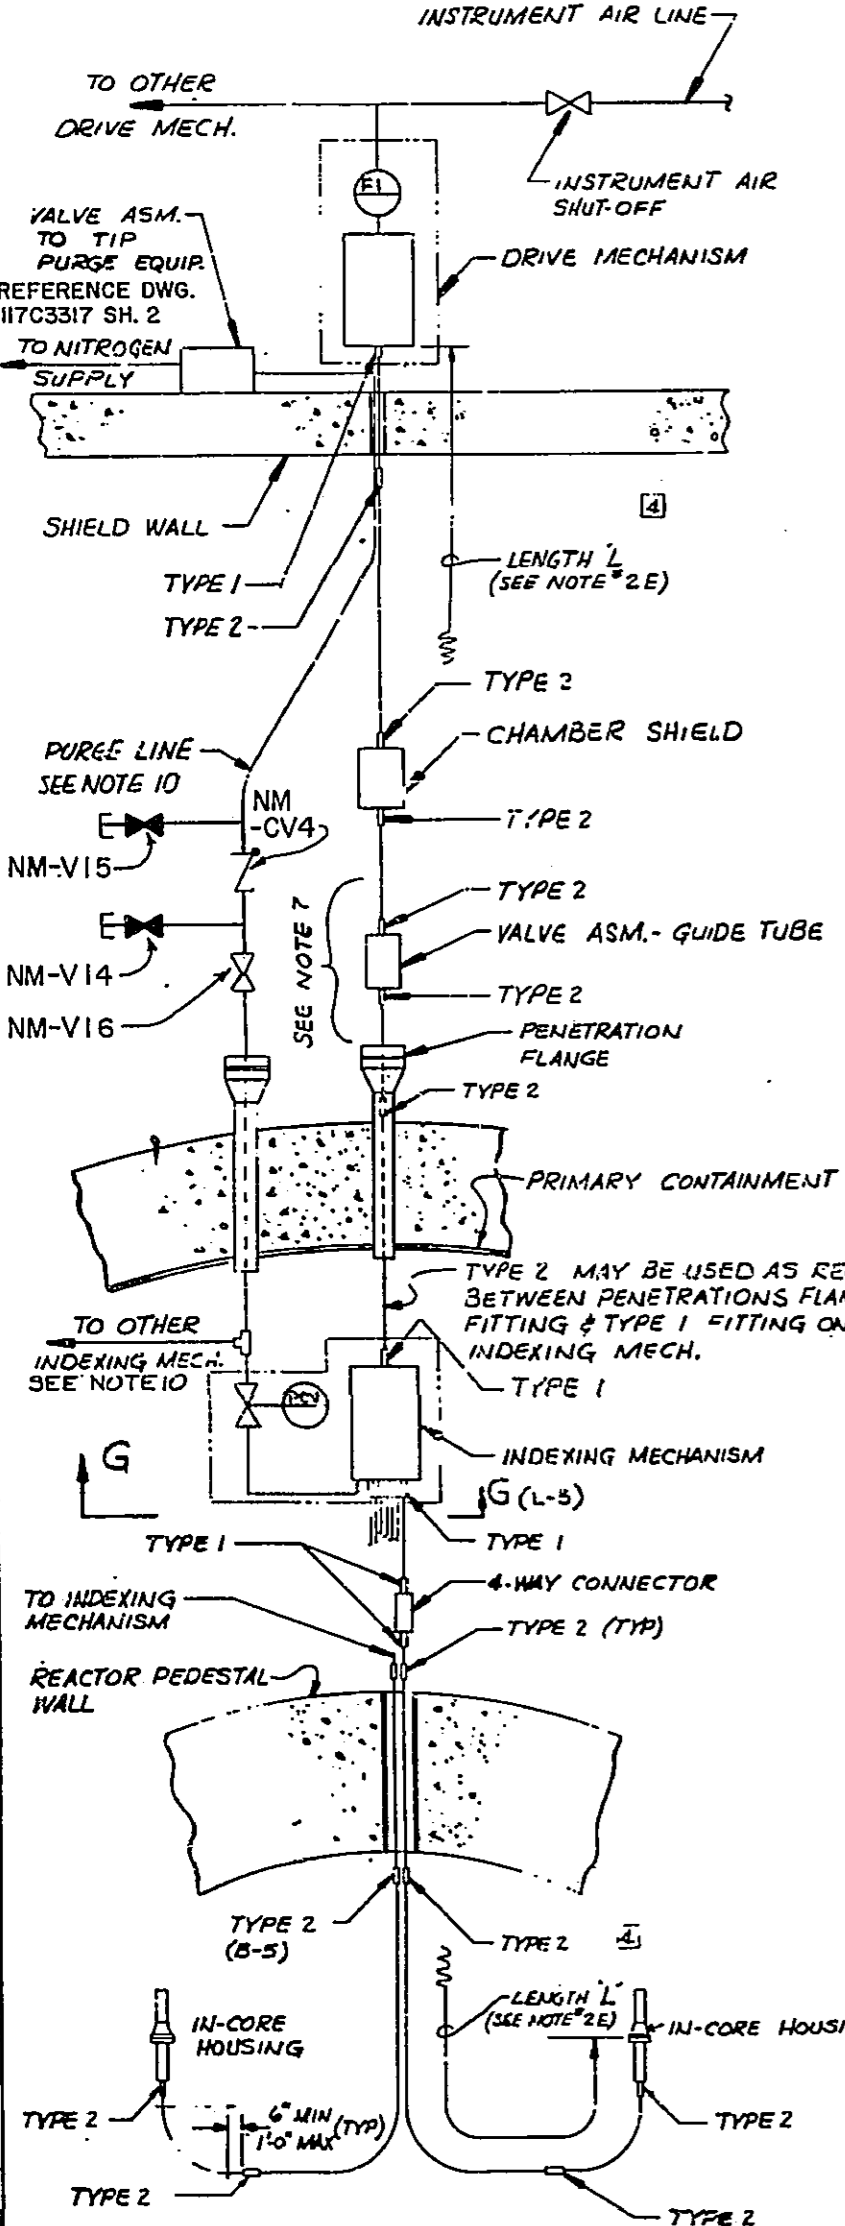 INSTRUMENT AIR LINE
TO OTHER
DRIVE MECH.
INSTRUMENT AIR
SHUT-OFF
VALVE ASM.
TO TIP
PURGE EQUIP.
REFERENCE DWG.
117C3317 SH. 2
DRIVE MECHANISM
TO NITROGEN
SUPPLY
SHIELD WALL
4
TYPE 1
LENGTH 'L'
(SEE NOTE #2E)
TYPE 2
TYPE 2
PURGE LINE
SEE NOTE 10
CHAMBER SHIELD
NM
-CV4
TYPE 2
NM-V15
SEE NOTE 7
TYPE 2
VALVE ASM.- GUIDE TUBE
NM-V14
TYPE 2
NM-V16
PENETRATION
FLANGE
TYPE 2
PRIMARY CONTAINMENT
TYPE 2 MAY BE USED AS
BETWEEN PENETRATIONS
FITTING & TYPE 1 FITTING ON
INDEXING MECH.
TO OTHER
INDEXING MECH.
SEE NOTE 10
TYPE 1
INDEXING MECHANISM
G
G (L-5)
TYPE 1
TYPE 1
4-WAY CONNECTOR
TO INDEXING
MECHANISM
TYPE 2 (TYP)
REACTOR PEDESTAL
WALL
TYPE 2
(B-5)
TYPE 2
4
IN-CORE
HOUSING
LENGTH 'L'
(SEE NOTE #2E)
IN-CORE
TYPE 2
6" MIN
1'-0" MAX (TYP)
TYPE 2
TYPE 2
TYPE 2